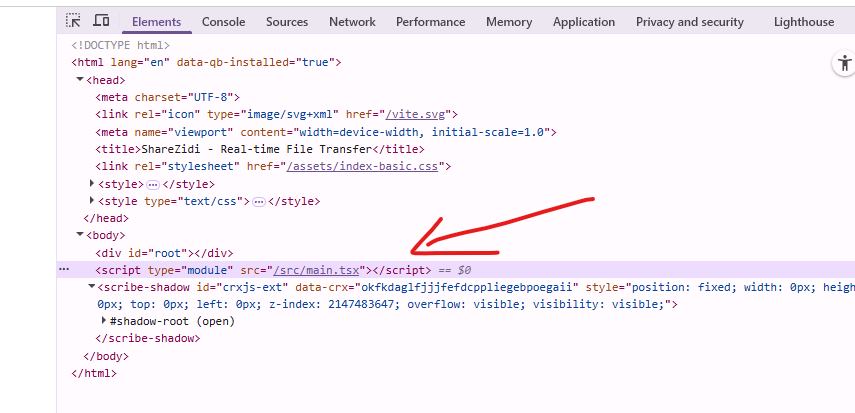 Elements Console Sources Network Performance Memory Application Privacy and security Lighthouse
<!DOCTYPE html>
<html lang="en" data-qb-installed="true">
<head>
<meta charset="UTF-8">
<link rel="icon" type="image/svg+xml" href="/vite.svg">
<meta name="viewport" content="width=device-width, initial-scale=1.0">
<title>ShareZidi - Real-time File Transfer</title>
<link rel="stylesheet" href="/assets/index-basic.css">
<style>…</style>
<style type="text/css">…</style>
</head>
<body>
<div id="root"></div>
<script type="module" src="/src/main.tsx"></script> == $0
<scribe-shadow id="crxjs-ext" data-crx="okfkdaglfjjjfefdcppliegebpoegaii" style="position: fixed; width: 0px; heigh
0px; top: 0px; left: 0px; z-index: 2147483647; overflow: visible; visibility: visible;">
#shadow-root (open)
</scribe-shadow>
</body>
</html>